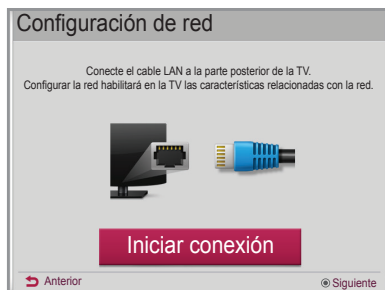 Configuración de red
Conecte el cable LAN a la parte posterior de la TV.
Configurar la red habilitará en la TV las características relacionadas con la red.
Iniciar conexión
Anterior
Siguiente